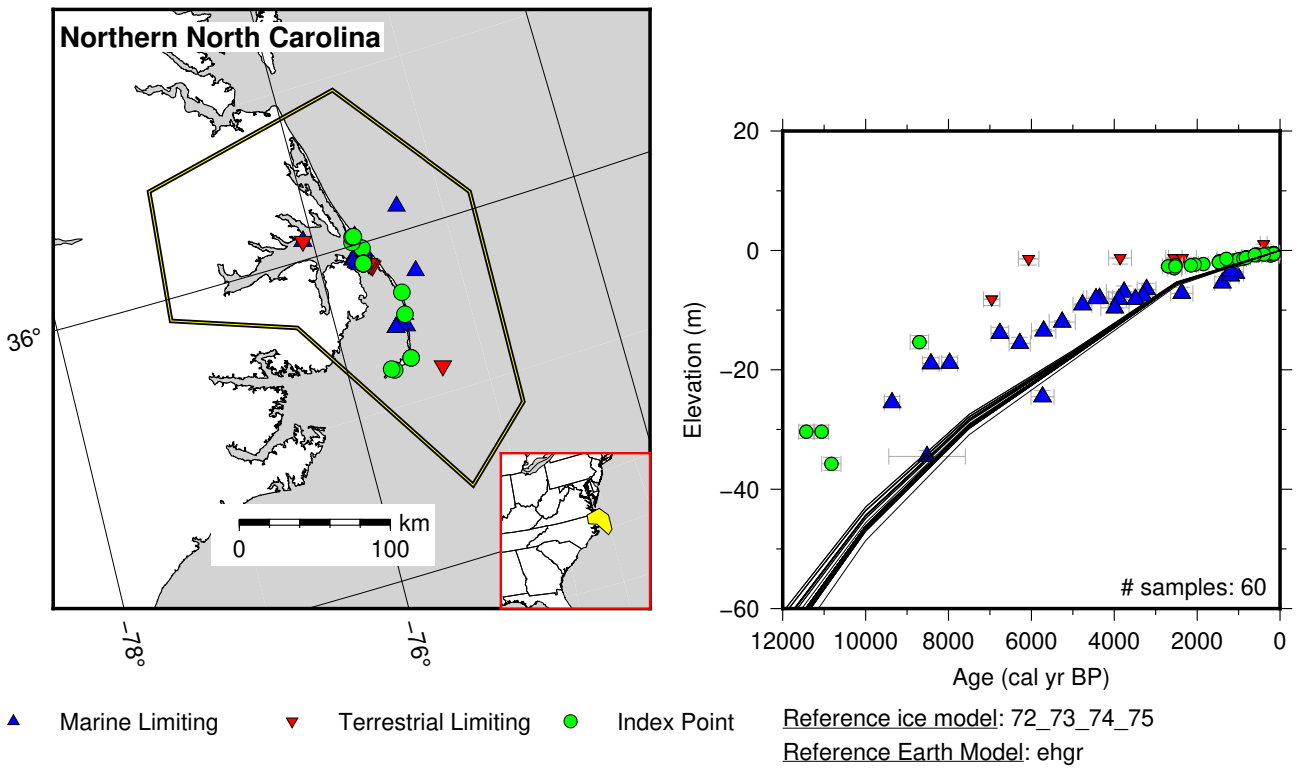 Northern North Carolina
36°
-78°
-76°
km
0 100
20
0
−20
−40
−60
Elevation (m)
# samples: 60
12000 10000 8000 6000 4000 2000 0
Age (cal yr BP)
Marine Limiting Terrestrial Limiting Index Point
Reference ice model: 72_73_74_75
Reference Earth Model: ehgr